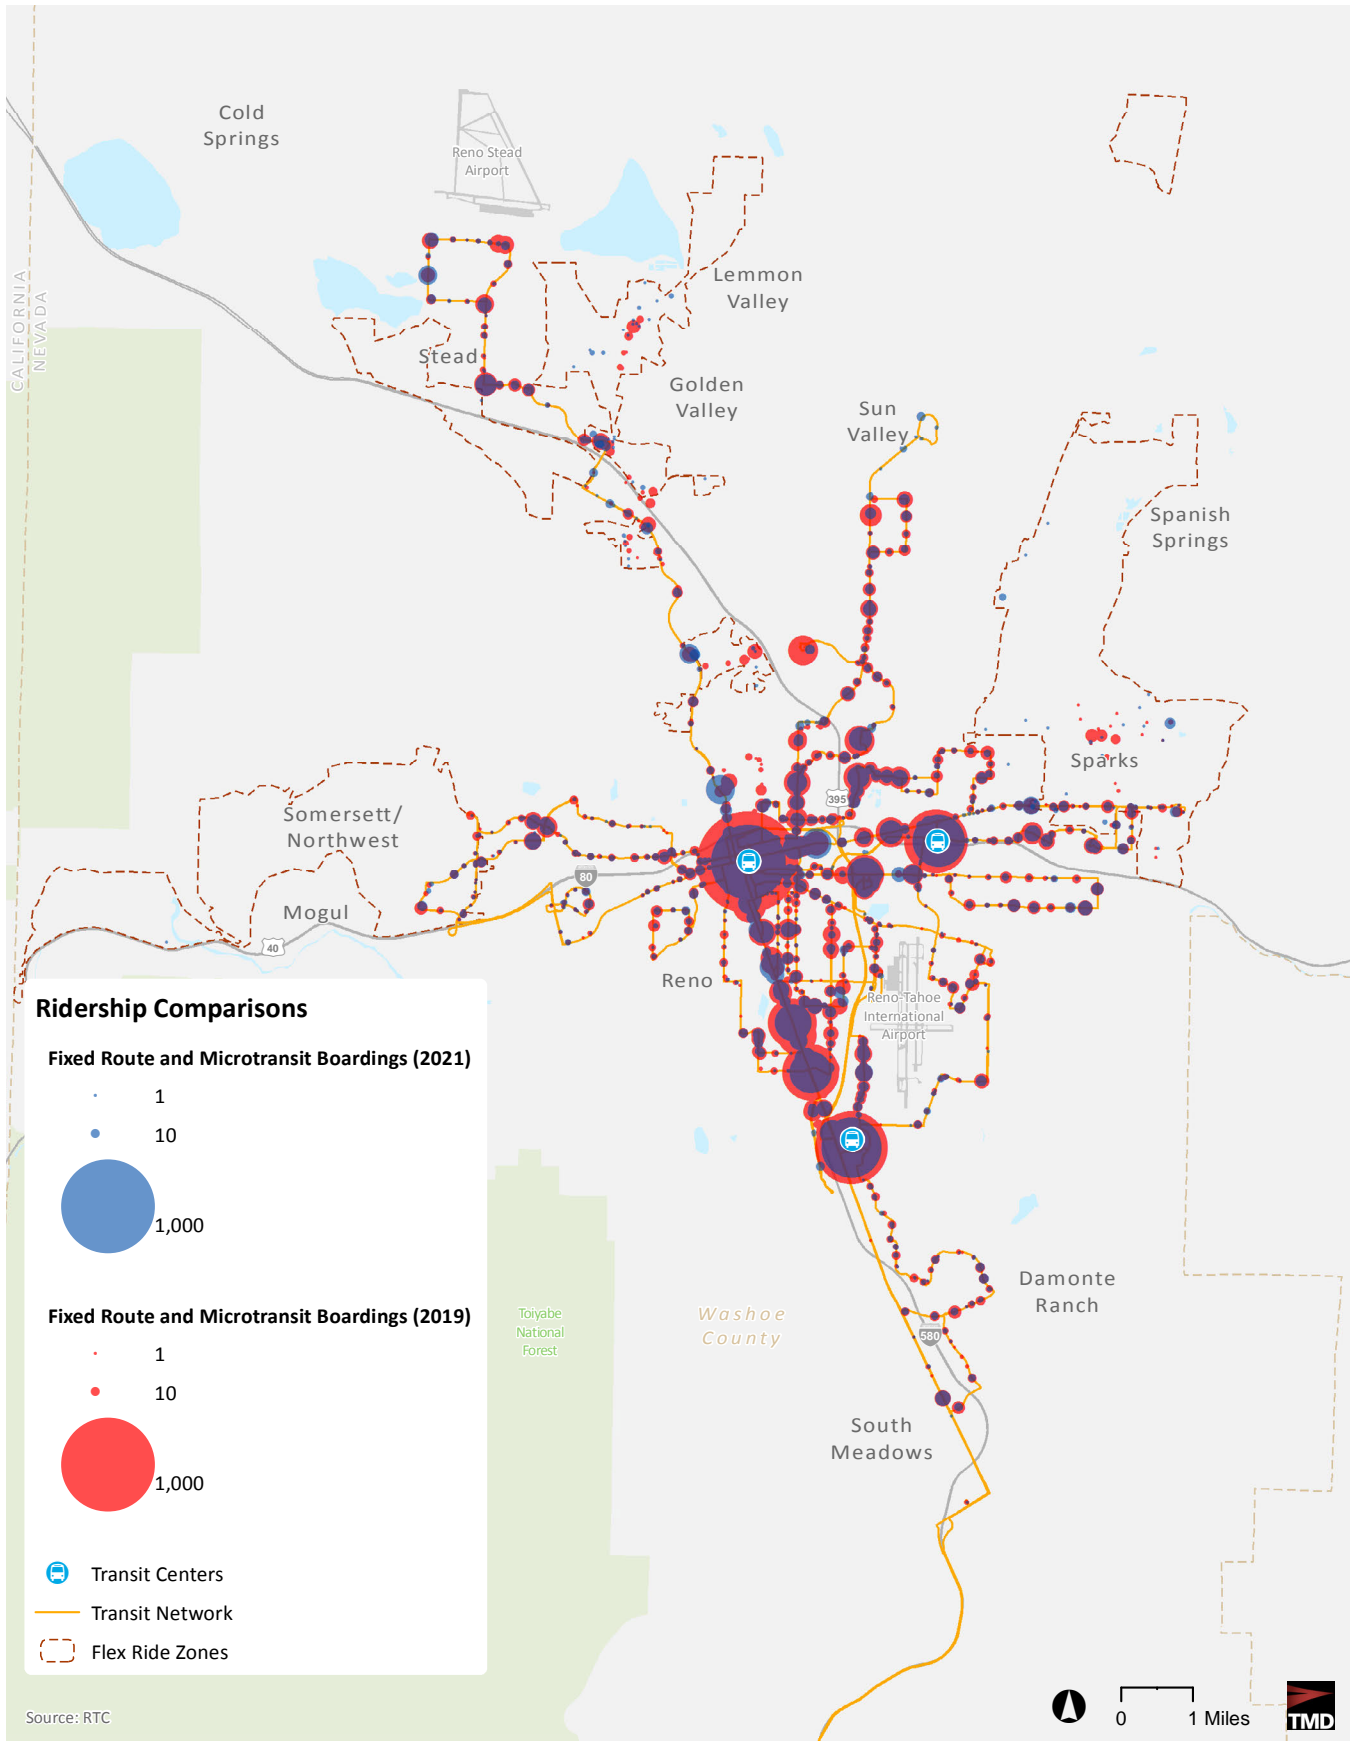 Cold
Springs
Reno Stead
Airport
Lemmon
Valley
CALIFORNIA
NEVADA
Stead
Golden
Valley
Sun
Valley
Spanish
Springs
Sparks
395
Somersett/
Northwest
80
Mogul
40
Reno
Reno-Tahoe
International
Airport
Ridership Comparisons
Fixed Route and Microtransit Boardings (2021)
1
10
1,000
Fixed Route and Microtransit Boardings (2019)
1
10
1,000
Transit Centers
Transit Network
Flex Ride Zones
Toiyabe
National
Forest
Washoe
County
Damonte
Ranch
580
South
Meadows
Source: RTC
0 1 Miles
TMD